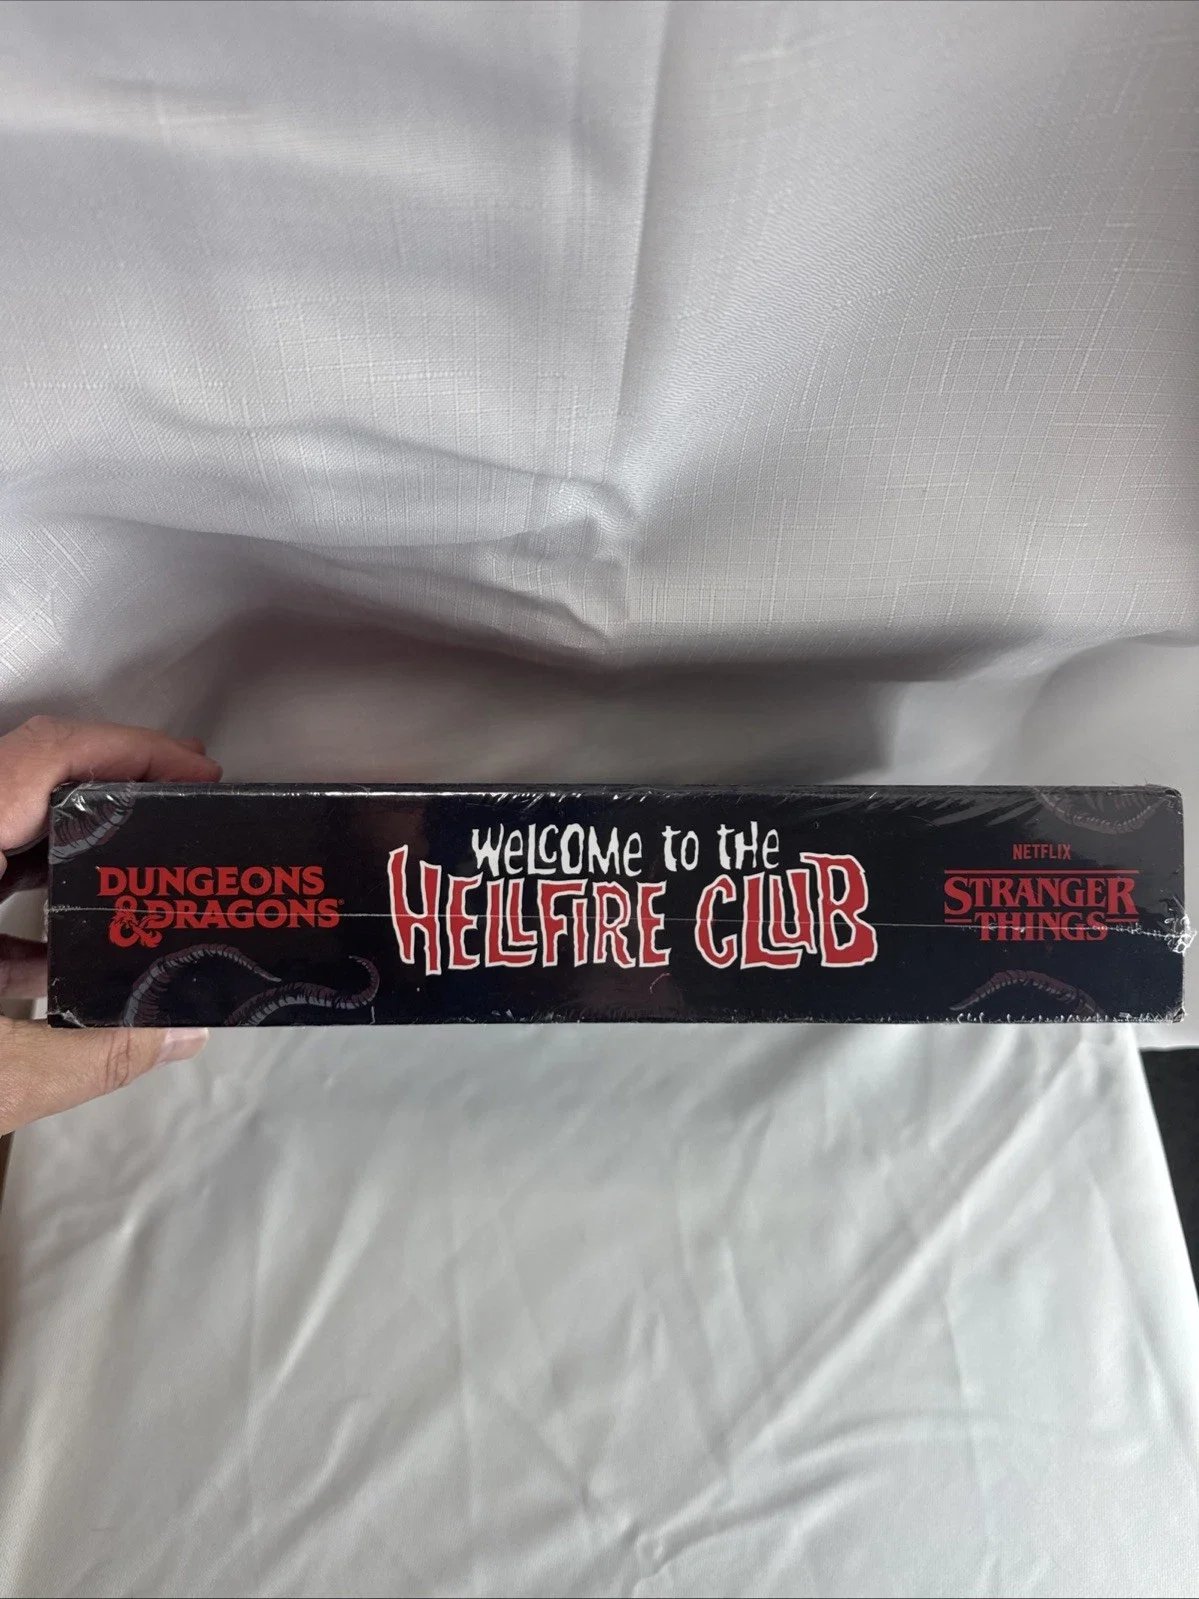 DUNGEONS
& DRAGONS®
WELCOME to tHE
HELLFIRE CLUB
NETFLIX
STRANGER
THINGS